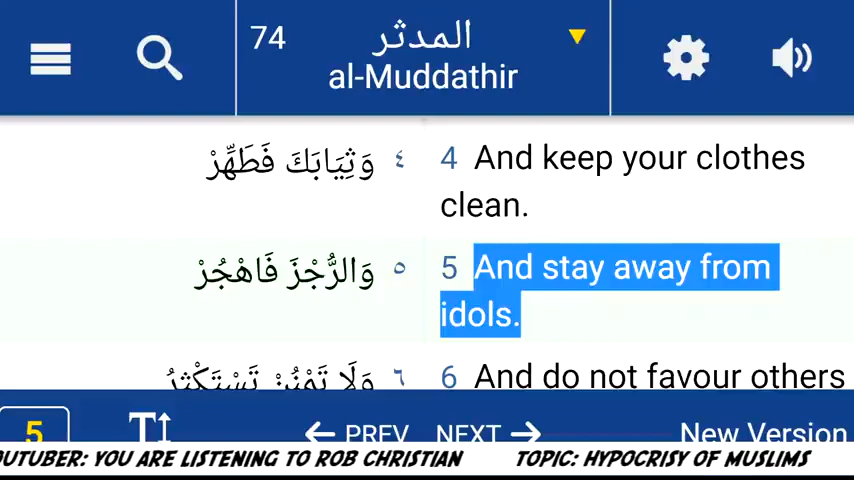 74 المدثر
al-Muddathir
وَثِيَابَكَ فَطَهِّرْ ٤
4 And keep your clothes
clean.
وَالرُّجْزَ فَاهْجُرْ ٥
5 And stay away from
idols.
وَلَا تَمْنُنْ تَسْتَكْثِرُ ٦
6 And do not favour others
5 T ← PREV NEXT → New Version
OUTUBER: YOU ARE LISTENING TO ROB CHRISTIAN TOPIC: HYPOCRISY OF MUSLIMS